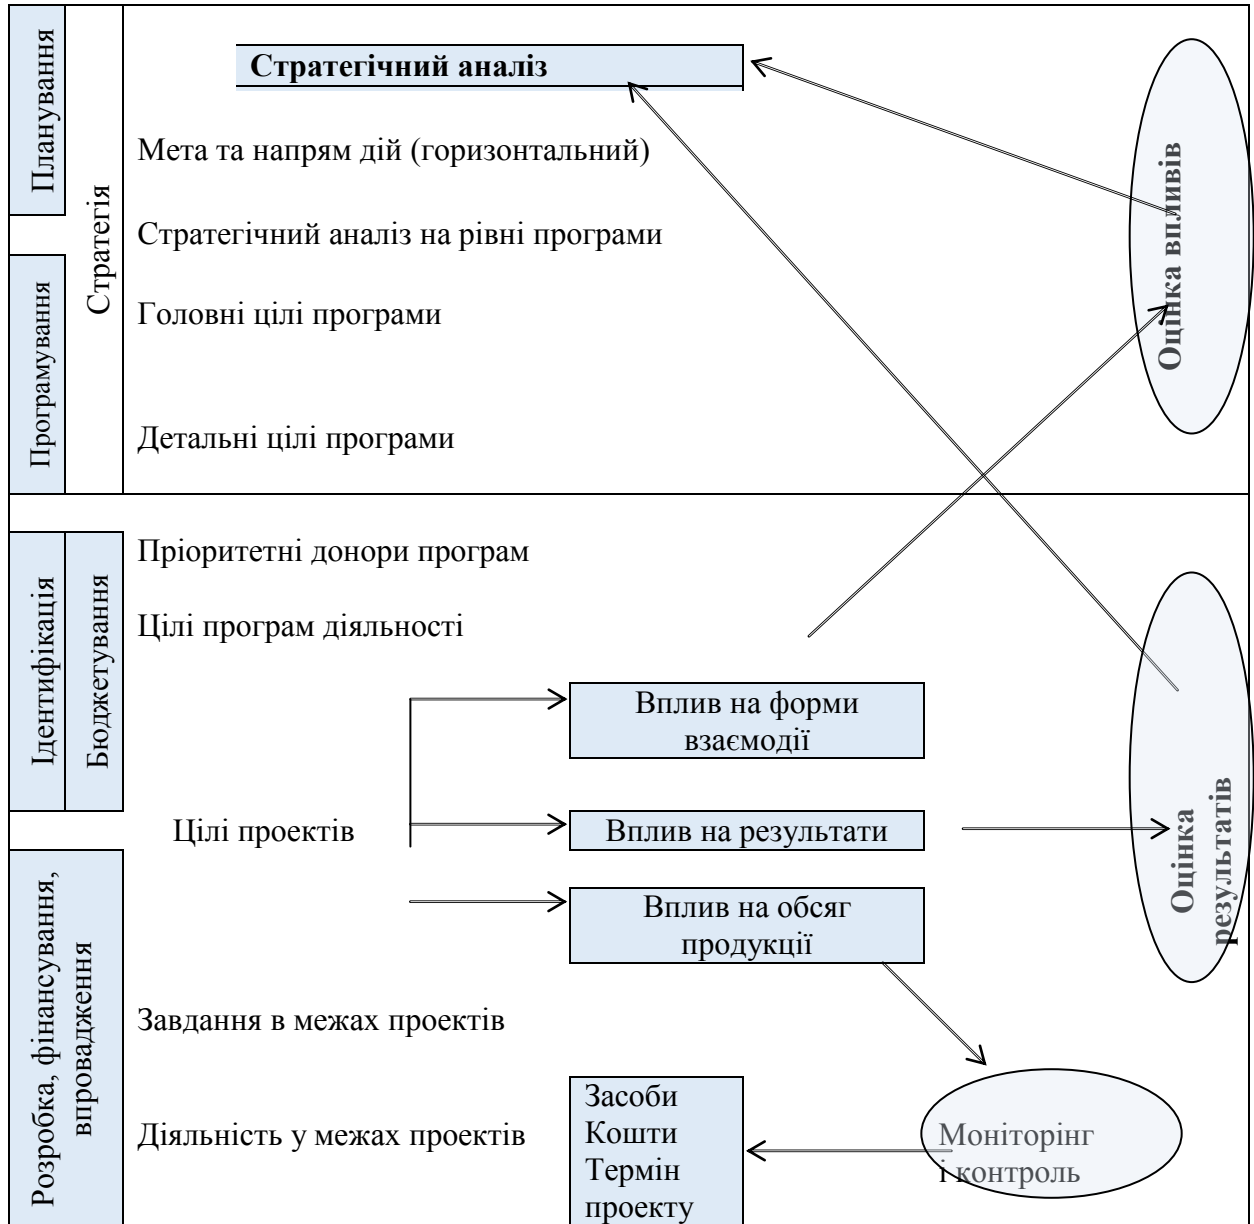 Планування
Стратегія
Програмування
Стратегічний аналіз
Мета та напрям дій (горизонтальний)
Стратегічний аналіз на рівні програми
Головні цілі програми
Детальні цілі програми
Оцінка впливів
Ідентифікація
Бюджетування
Пріоритетні донори програм
Цілі програм діяльності
Вплив на форми
взаємодії
Цілі проектів
Вплив на результати
Вплив на обсяг
продукції
Оцінка
результатів
Розробка, фінансування,
впровадження
Завдання в межах проектів
Діяльність у межах проектів
Засоби
Кошти
Термін
проекту
Моніторінг
і контроль